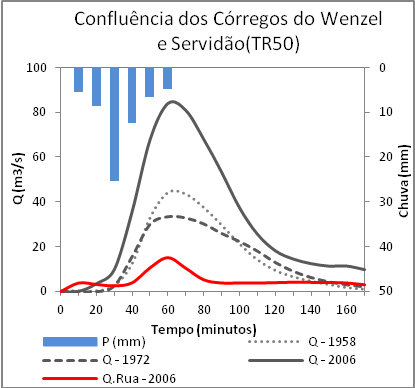 Confluência dos Córregos do Wenzel
e Servidão(TR50)
100
80
60
40
20
0
Q (m3/s)
0
10
20
30
40
50
Chuva (mm)
0 20 40 60 80 100 120 140 160
Tempo (minutos)
P (mm)
Q - 1958
Q - 1972
Q - 2006
Q.Rua - 2006